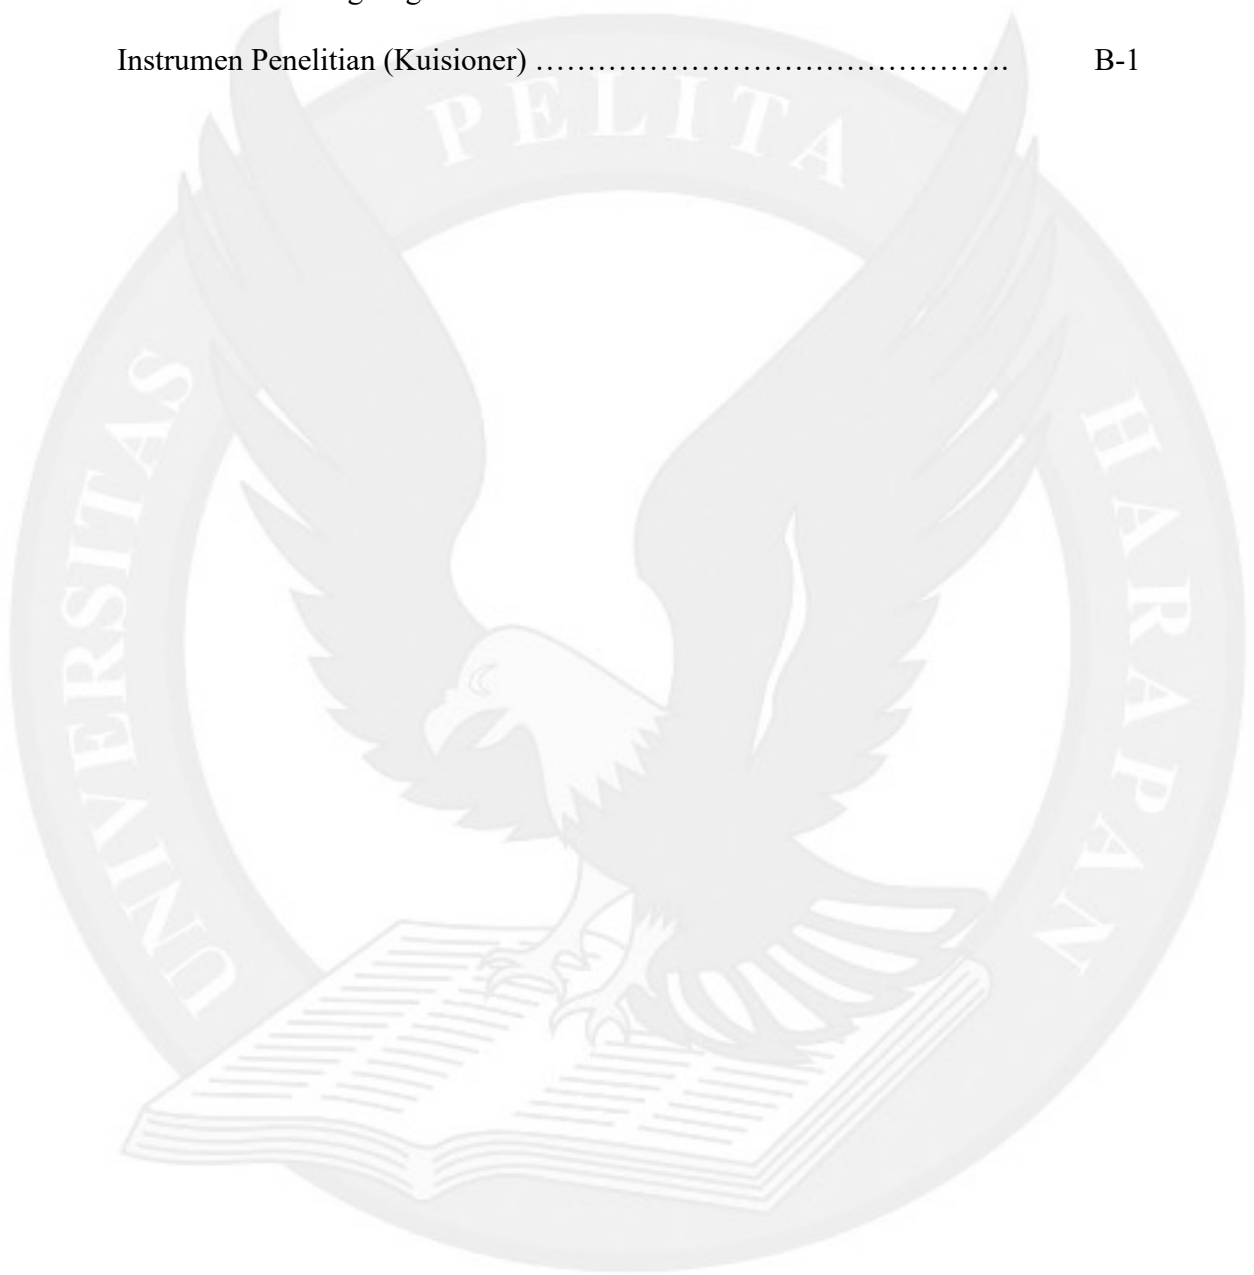 Instrumen Penelitian (Kuisioner) ………………………………………. B-1
PELITA
UNIVERSITAS
HARAPAN